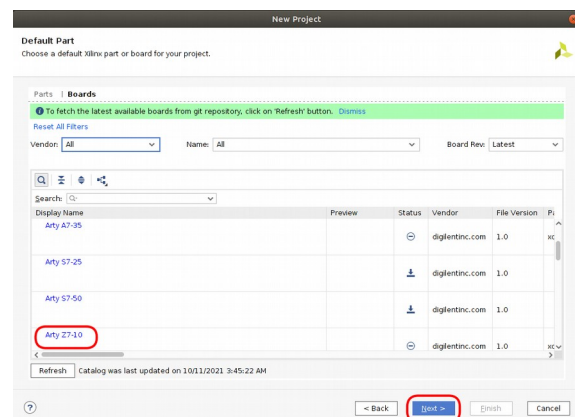 New Project
Default Part
Choose a default Xilinx part or board for your project.
Parts | Boards
To fetch the latest available boards from git repository, click on 'Refresh' button. Dismiss
Reset All Filters
Vendor: All Name: All Board Rev: Latest
Search: Q-
Display Name Preview Status Vendor File Version
Arty A7-35 digilentinc.com 1.0 xc
Arty S7-25 digilentinc.com 1.0
Arty S7-50 digilentinc.com 1.0
Arty Z7-10 digilentinc.com 1.0 xc
Refresh Catalog was last updated on 10/11/2021 3:45:22 AM
? < Back Next > Finish Cancel